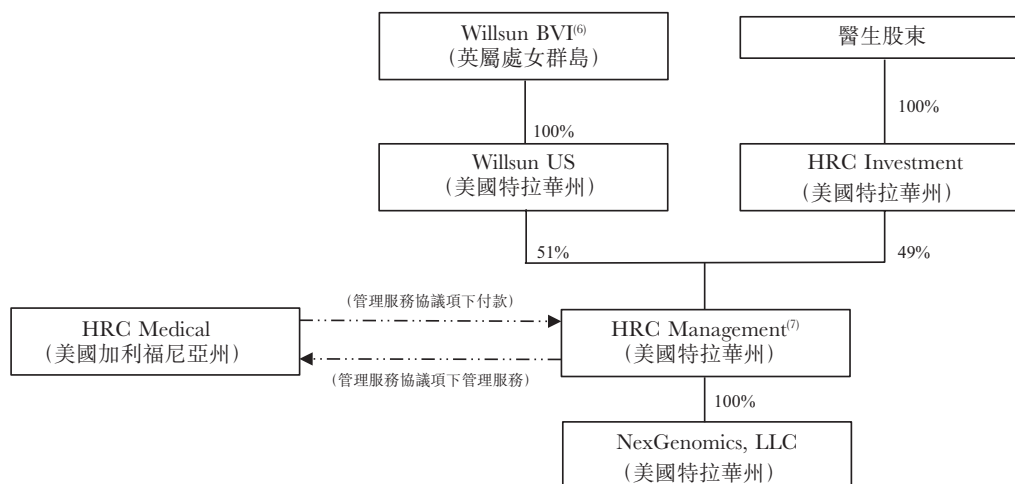 Willsun BVI(6)
(英屬處女群島)
醫生股東
100%
100%
Willsun US
(美國特拉華州)
HRC Investment
(美國特拉華州)
51%
49%
(管理服務協議項下付款)
HRC Medical
(美國加利福尼亞州)
HRC Management(7)
(美國特拉華州)
(管理服務協議項下管理服務)
100%
NexGenomics, LLC
(美國特拉華州)